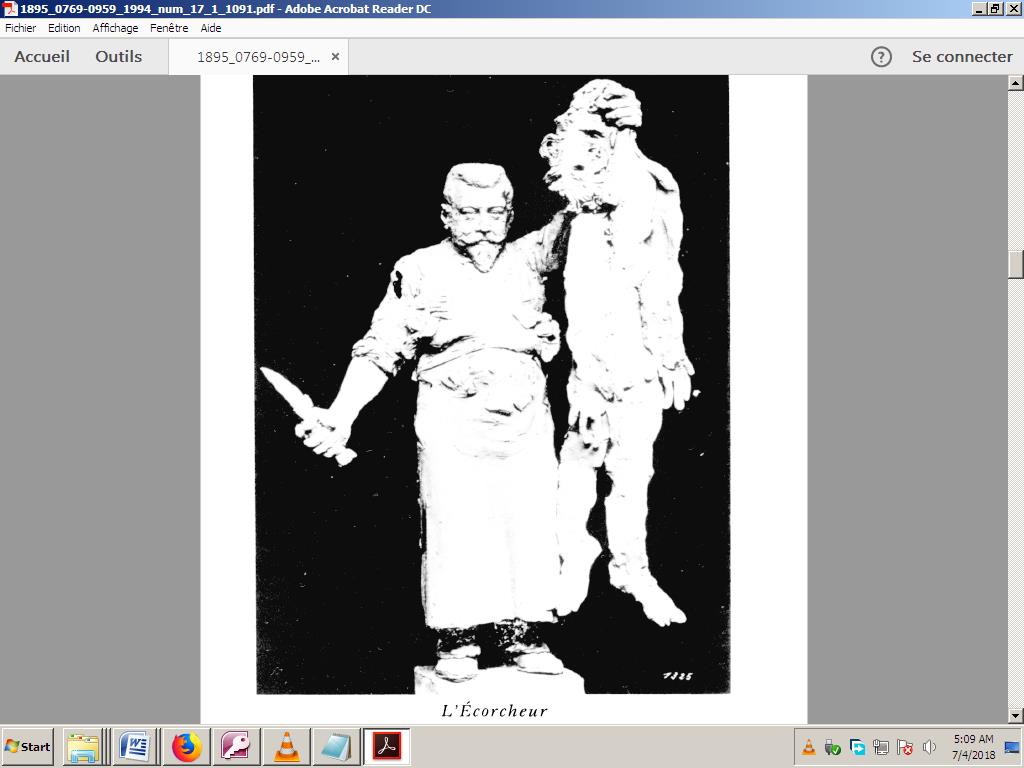 1895_0769-0959_1994_num_17_1_1091.pdf - Adobe Acrobat Reader DC
Fichier Edition Affichage Fenêtre Aide
Accueil Outils 1895_0769-0959_... × ? Se connecter
1325
L'Écorcheur
Start
5:09 AM
7/4/2018